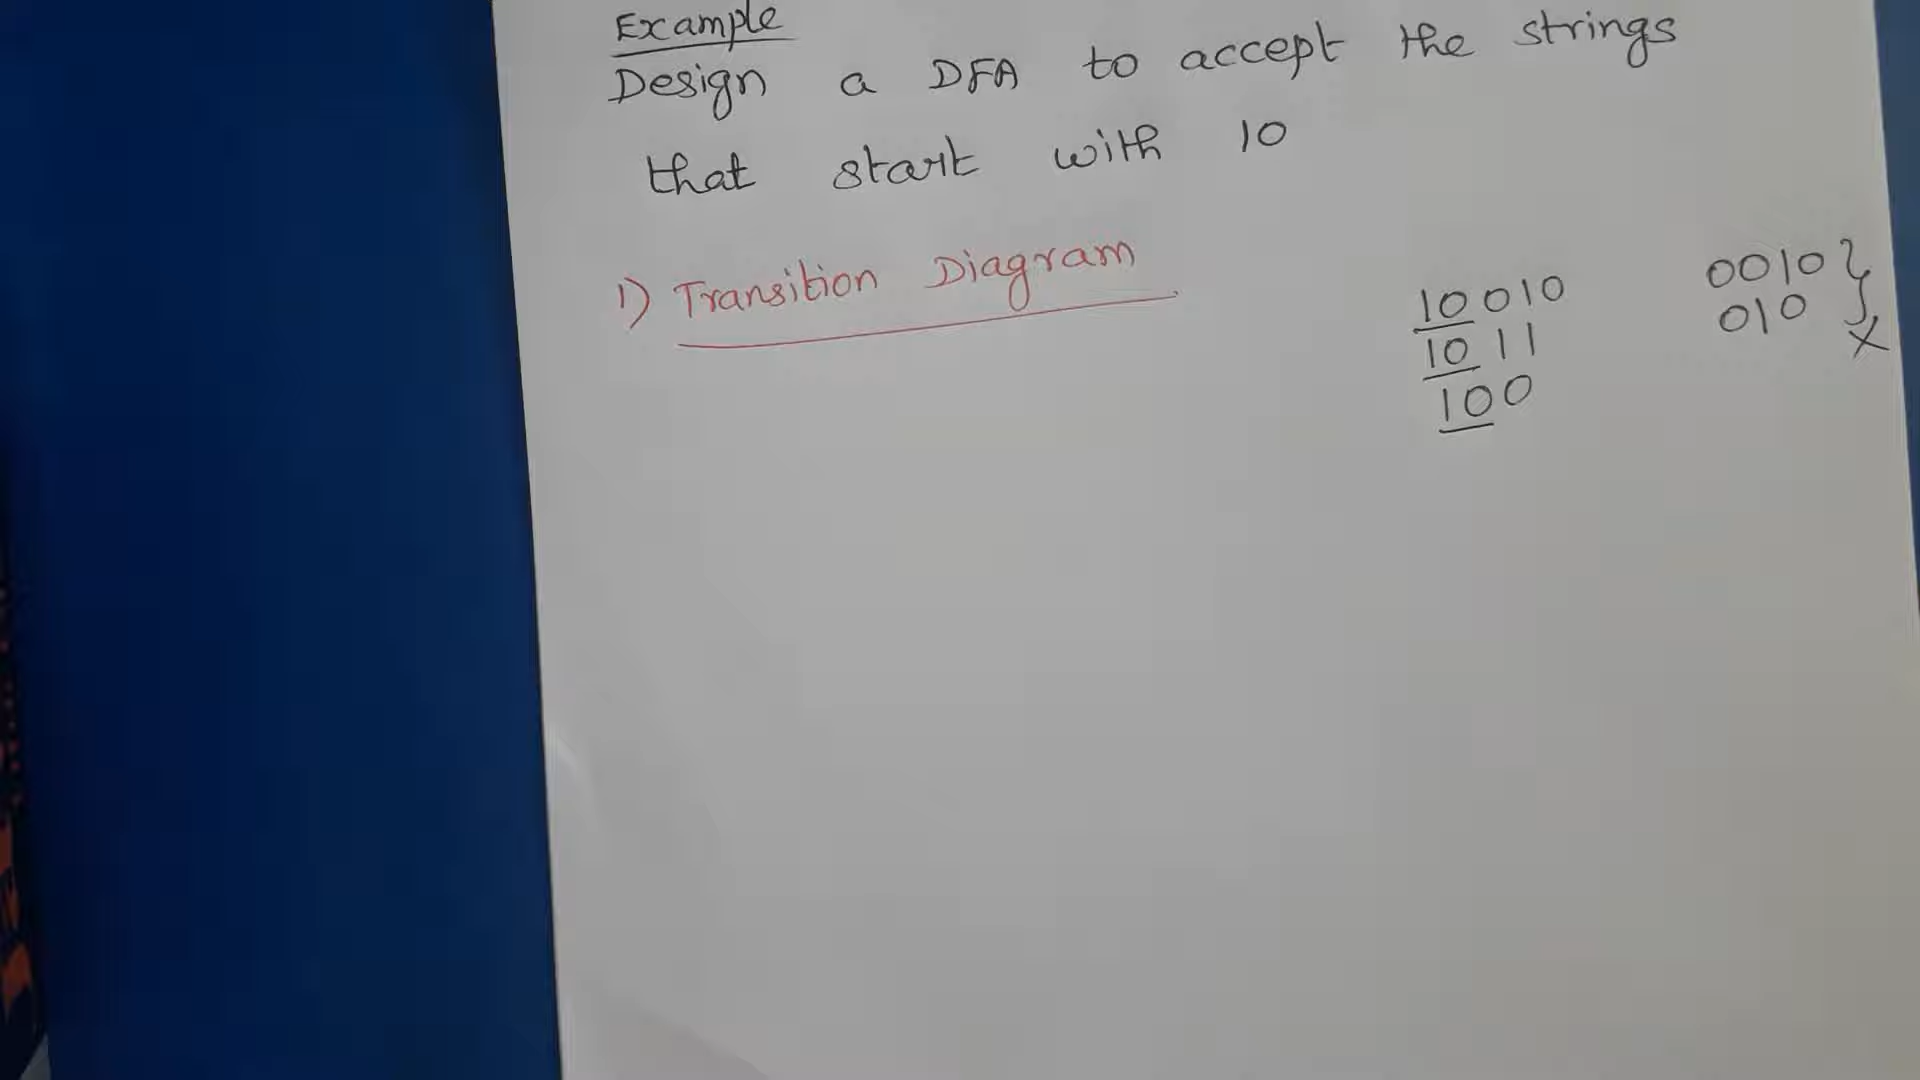 Example
Design a DFA to accept the strings
that start with 10
1) Transition Diagram
10010
1011
100
0010 }
010 } X